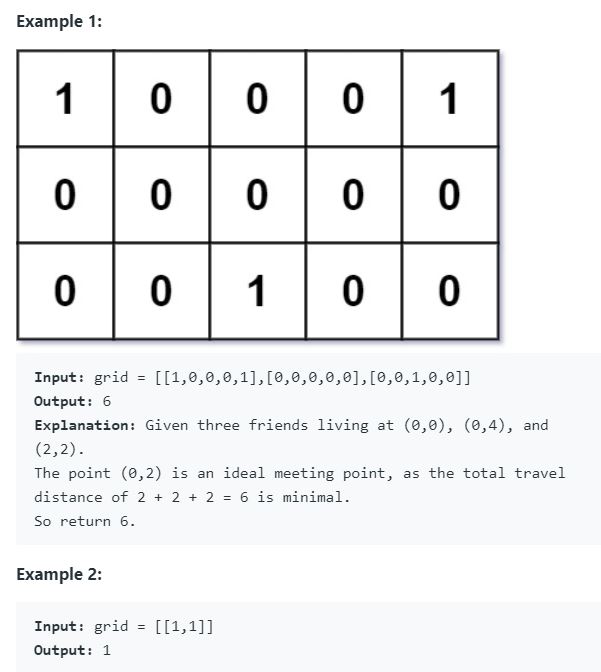 Example 1:
1 0 0 0 1
0 0 0 0 0
0 0 1 0 0
Input: grid = [[1,0,0,0,1],[0,0,0,0,0],[0,0,1,0,0]]
Output: 6
Explanation: Given three friends living at (0,0), (0,4), and
(2,2).
The point (0,2) is an ideal meeting point, as the total travel
distance of 2 + 2 + 2 = 6 is minimal.
So return 6.
Example 2:
Input: grid = [[1,1]]
Output: 1